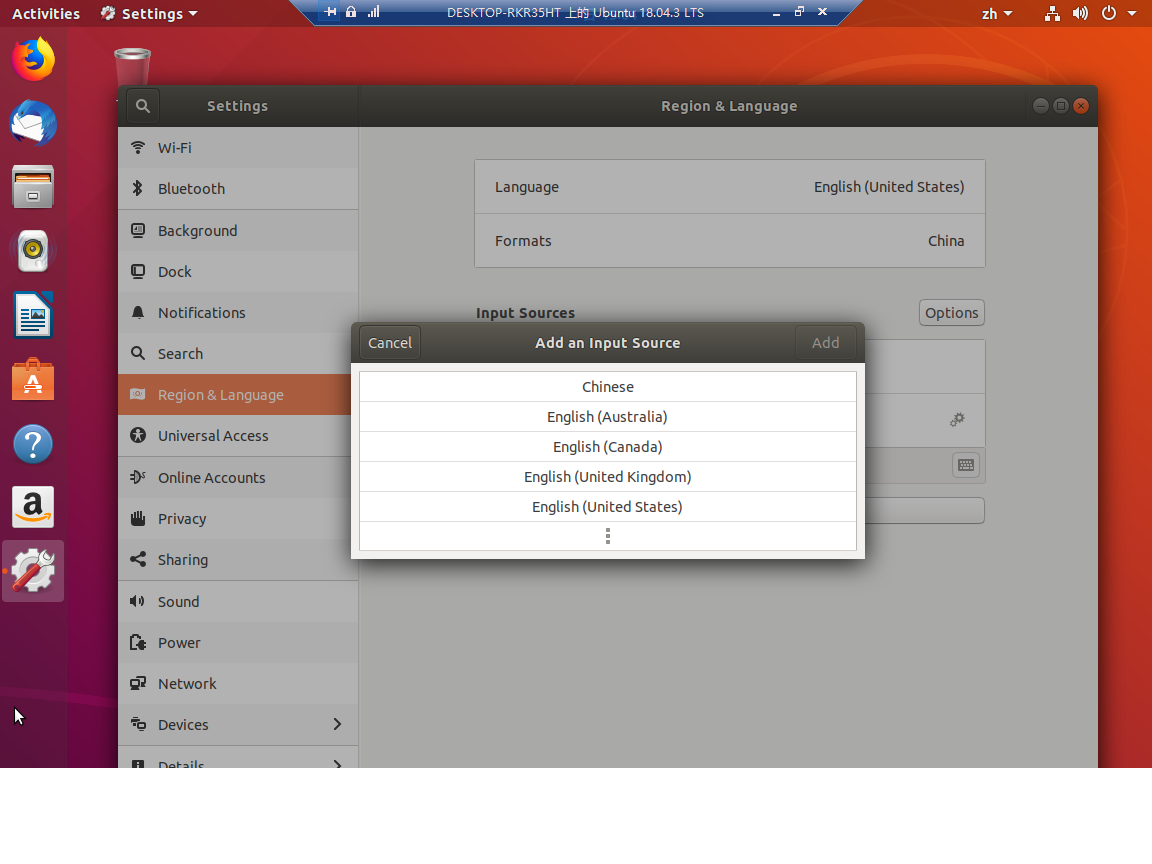 Activities
Settings
DESKTOP-RKR35HT 上的 Ubuntu 18.04.3 LTS
zh
Settings
Region & Language
Wi-Fi
Bluetooth
Background
Dock
Notifications
Search
Region & Language
Universal Access
Online Accounts
Privacy
Sharing
Sound
Power
Network
Devices
Details
Language
English (United States)
Formats
China
Input Sources
Options
Cancel
Add an Input Source
Add
Chinese
English (Australia)
English (Canada)
English (United Kingdom)
English (United States)